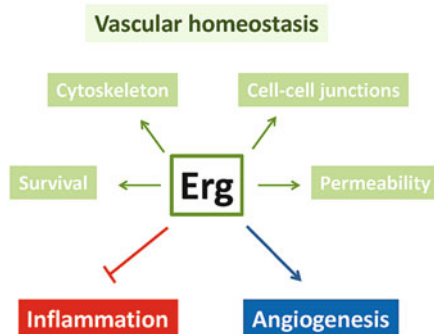 Vascular homeostasis
Cytoskeleton
Cell-cell junctions
Survival
Erg
Permeability
Inflammation
Angiogenesis